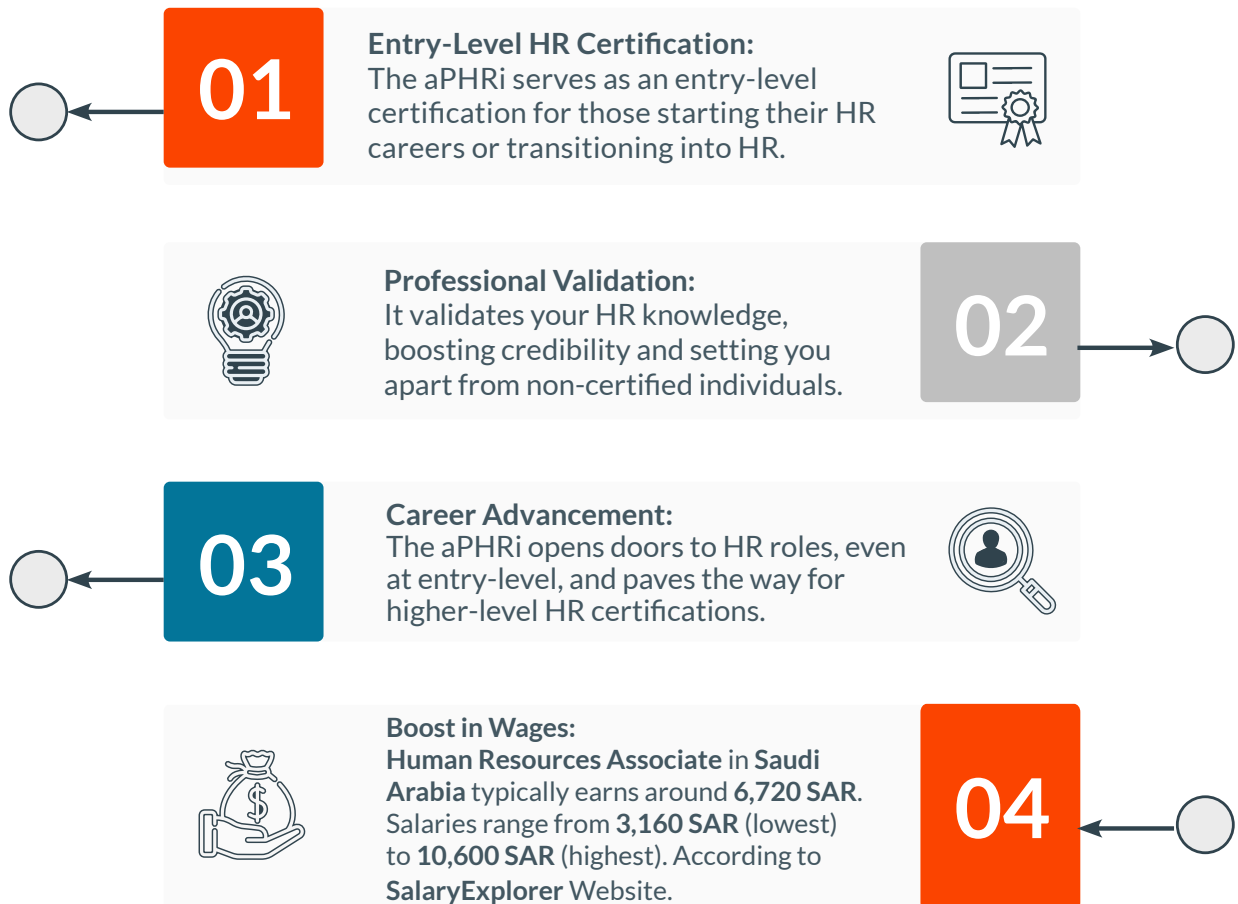 01
Entry-Level HR Certification:
The aPHRi serves as an entry-level
certification for those starting their HR
careers or transitioning into HR.
Professional Validation:
It validates your HR knowledge,
boosting credibility and setting you
apart from non-certified individuals.
02
03
Career Advancement:
The aPHRi opens doors to HR roles, even
at entry-level, and paves the way for
higher-level HR certifications.
$
Boost in Wages:
Human Resources Associate in Saudi
Arabia typically earns around 6,720 SAR.
Salaries range from 3,160 SAR (lowest)
to 10,600 SAR (highest). According to
SalaryExplorer Website.
04